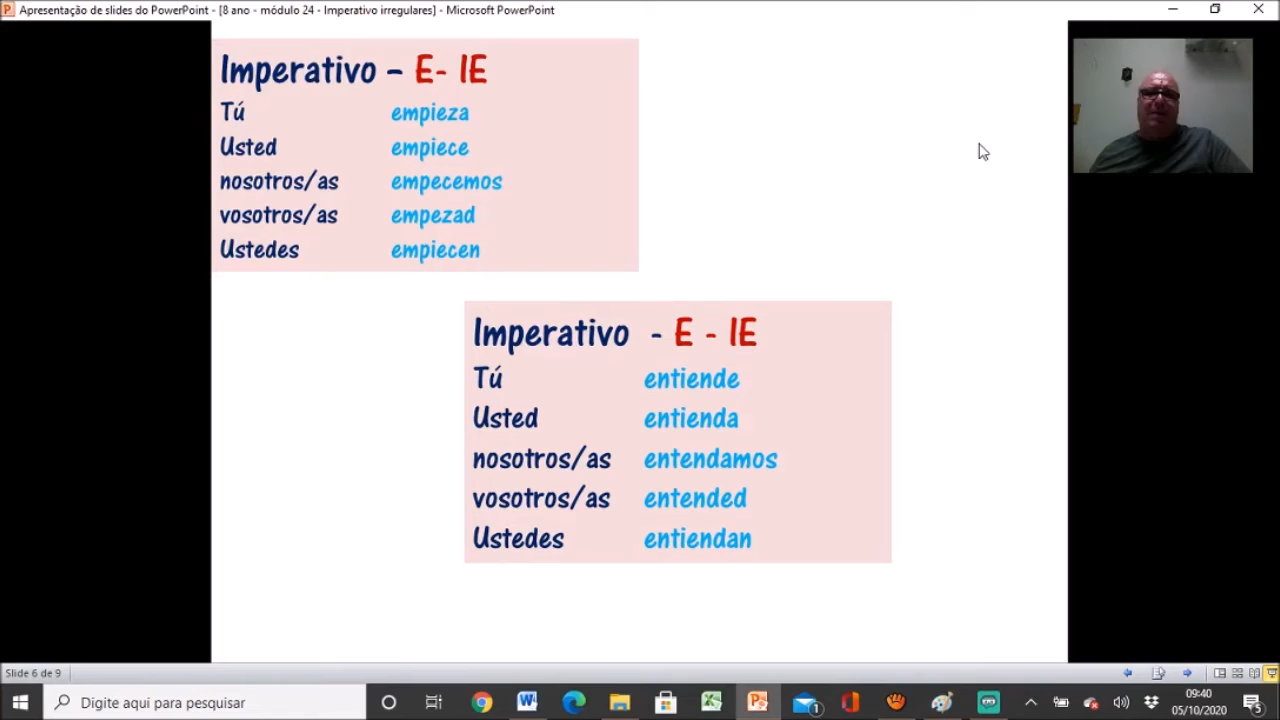 Apresentação de slides do PowerPoint - [8 ano - módulo 24 - Imperativo irregulares] - Microsoft PowerPoint
Imperativo – E- IE
Tú empieza
Usted empiece
nosotros/as empecemos
vosotros/as empezad
Ustedes empiecen
Imperativo - E - IE
Tú entiende
Usted entienda
nosotros/as entendamos
vosotros/as entended
Ustedes entiendan
Slide 6 de 9
Digite aqui para pesquisar
1
09:40
05/10/2020
5